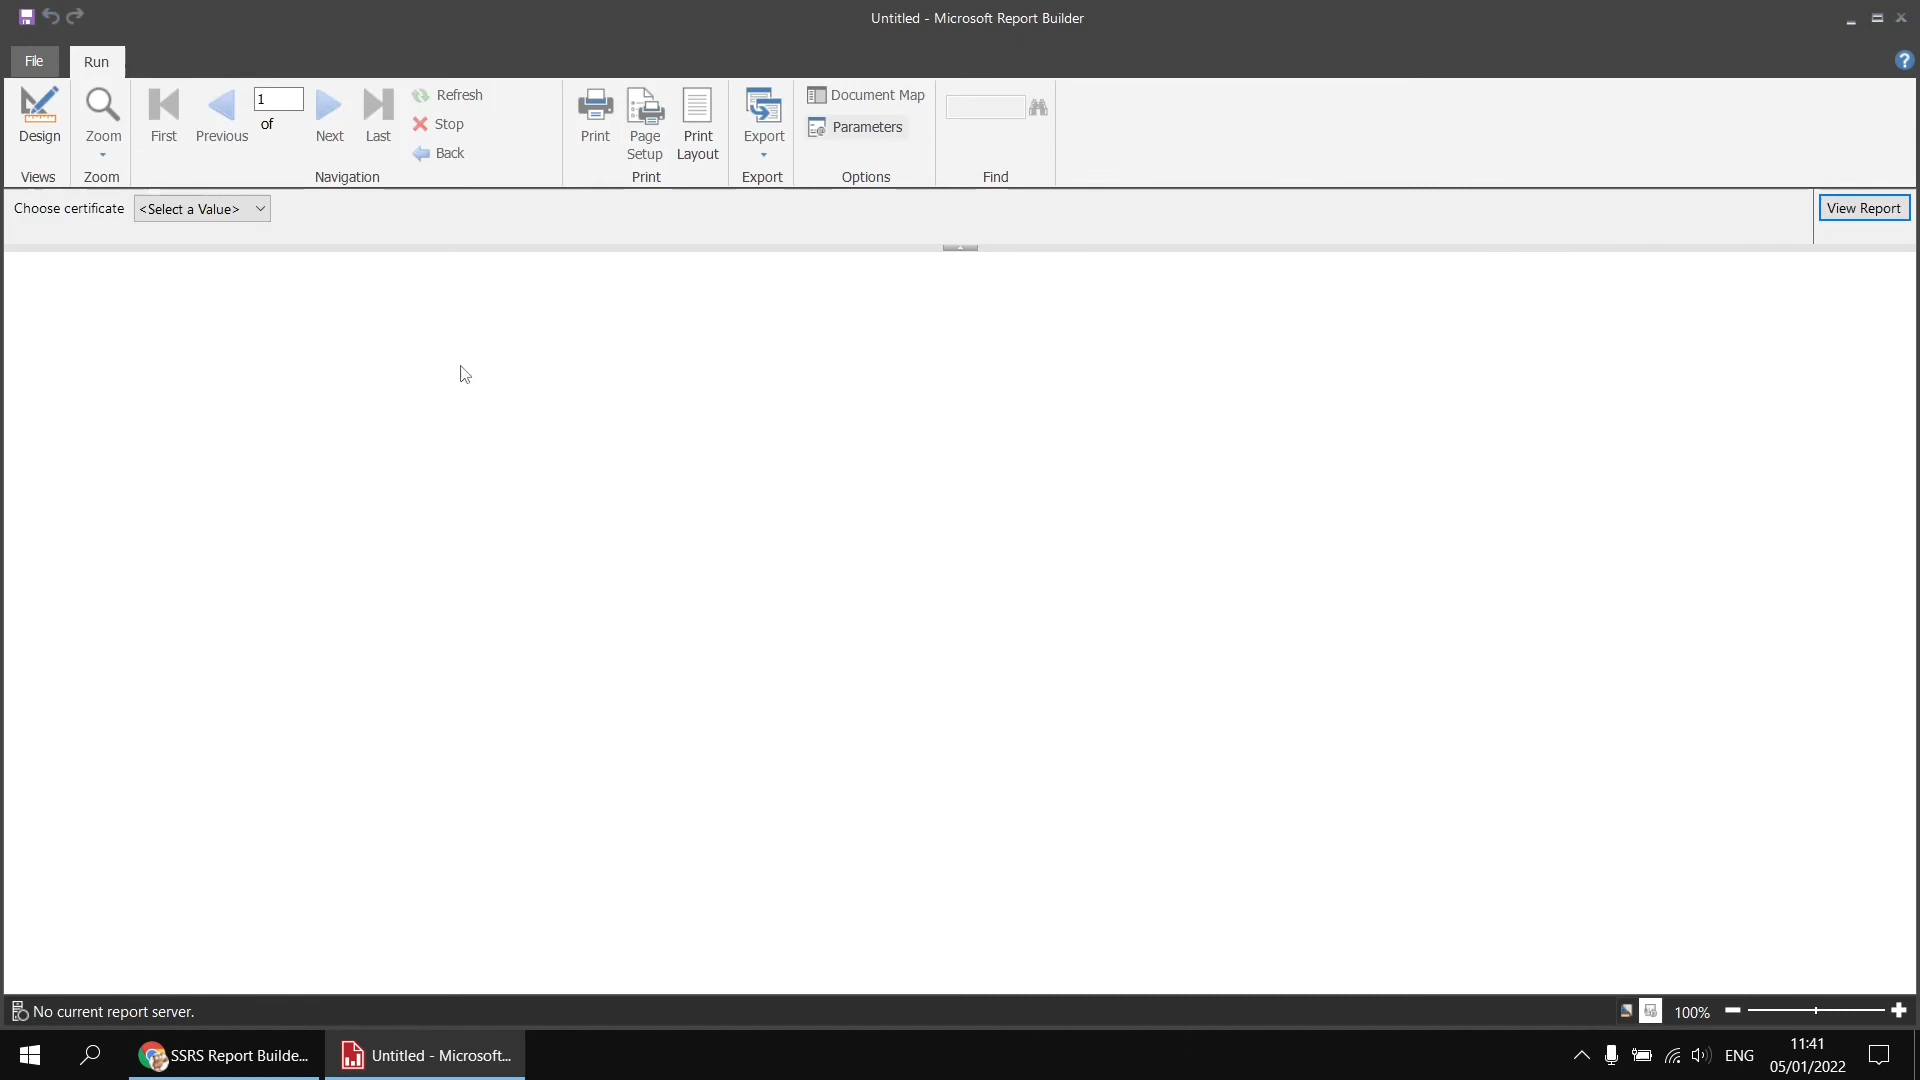 Untitled - Microsoft Report Builder
File
Run
Design
Zoom
First
Previous
1
of
Next
Last
Refresh
Stop
Back
Print
Page
Setup
Print
Layout
Export
Document Map
Parameters
Views
Zoom
Navigation
Print
Export
Options
Find
Choose certificate
<Select a Value>
View Report
No current report server.
100%
SSRS Report Builde...
Untitled - Microsoft...
ENG
11:41
05/01/2022